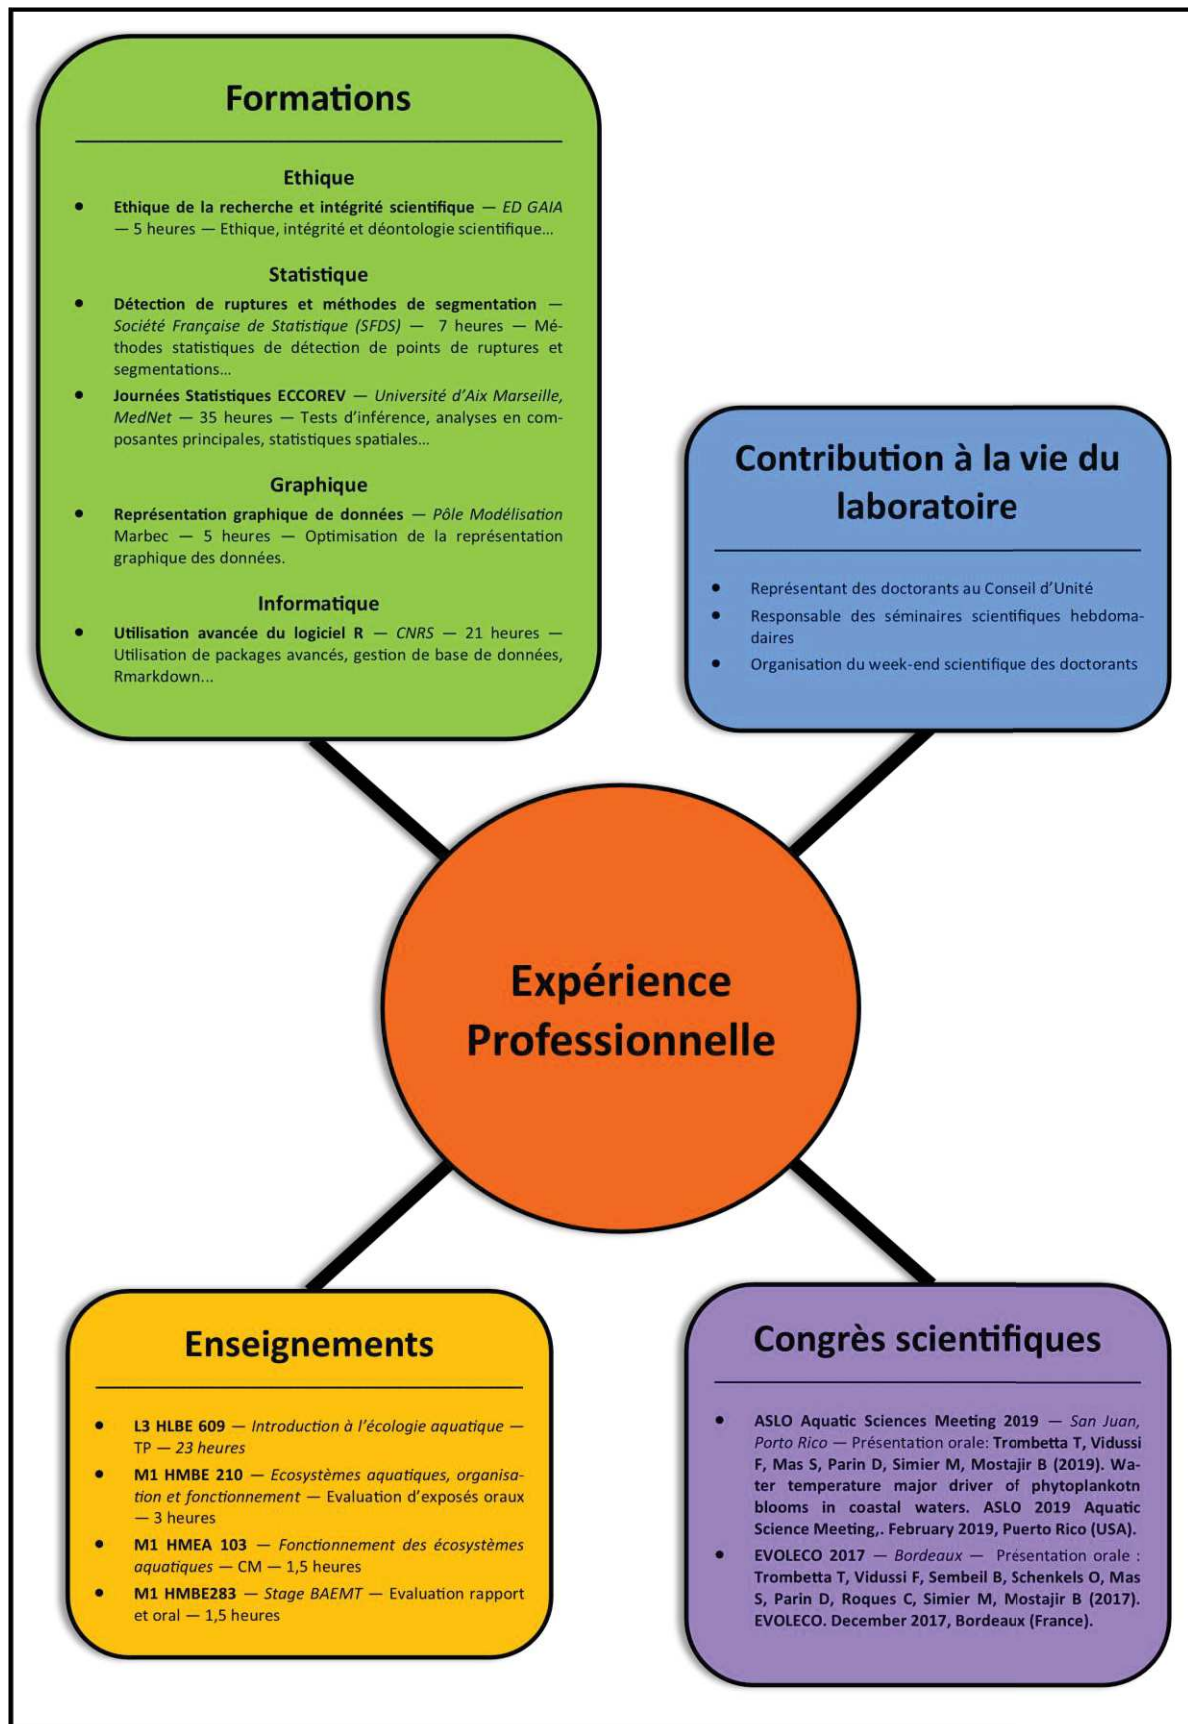 Formations
Ethique
• Ethique de la recherche et intégrité scientifique — ED GAIA
— 5 heures — Ethique, intégrité et déontologie scientifique...
Statistique
• Détection de ruptures et méthodes de segmentation —
Société Française de Statistique (SFDS) — 7 heures — Mé-
thodes statistiques de détection de points de ruptures et
segmentations...
• Journées Statistiques ECCOREV — Université d'Aix Marseille,
MedNet — 35 heures — Tests d'inférence, analyses en com-
posantes principales, statistiques spatiales...
Graphique
• Représentation graphique de données — Pôle Modélisation
Marbec — 5 heures — Optimisation de la représentation
graphique des données.
Informatique
• Utilisation avancée du logiciel R — CNRS — 21 heures —
Utilisation de packages avancés, gestion de base de données,
Rmarkdown...
Contribution à la vie du
laboratoire
• Représentant des doctorants au Conseil d'Unité
• Responsable des séminaires scientifiques hebdoma-
daires
• Organisation du week-end scientifique des doctorants
Expérience
Professionnelle
Enseignements
• L3 HLBE 609 — Introduction à l'écologie aquatique —
TP — 23 heures
• M1 HMBE 210 — Ecosystèmes aquatiques, organisa-
tion et fonctionnement — Evaluation d'exposés oraux
— 3 heures
• M1 HMEA 103 — Fonctionnement des écosystèmes
aquatiques — CM — 1,5 heures
• M1 HMBE283 — Stage BAEMT — Evaluation rapport
et oral — 1,5 heures
Congrès scientifiques
• ASLO Aquatic Sciences Meeting 2019 — San Juan,
Porto Rico — Présentation orale: Trombetta T, Vidussi
F, Mas S, Parin D, Simier M, Mostajir B (2019). Wa-
ter temperature major driver of phytoplankotn
blooms in coastal waters. ASLO 2019 Aquatic
Science Meeting,. February 2019, Puerto Rico (USA).
• EVOLECO 2017 — Bordeaux — Présentation orale :
Trombetta T, Vidussi F, Sembeil B, Schenkels O, Mas
S, Parin D, Roques C, Simier M, Mostajir B (2017).
EVOLECO. December 2017, Bordeaux (France).